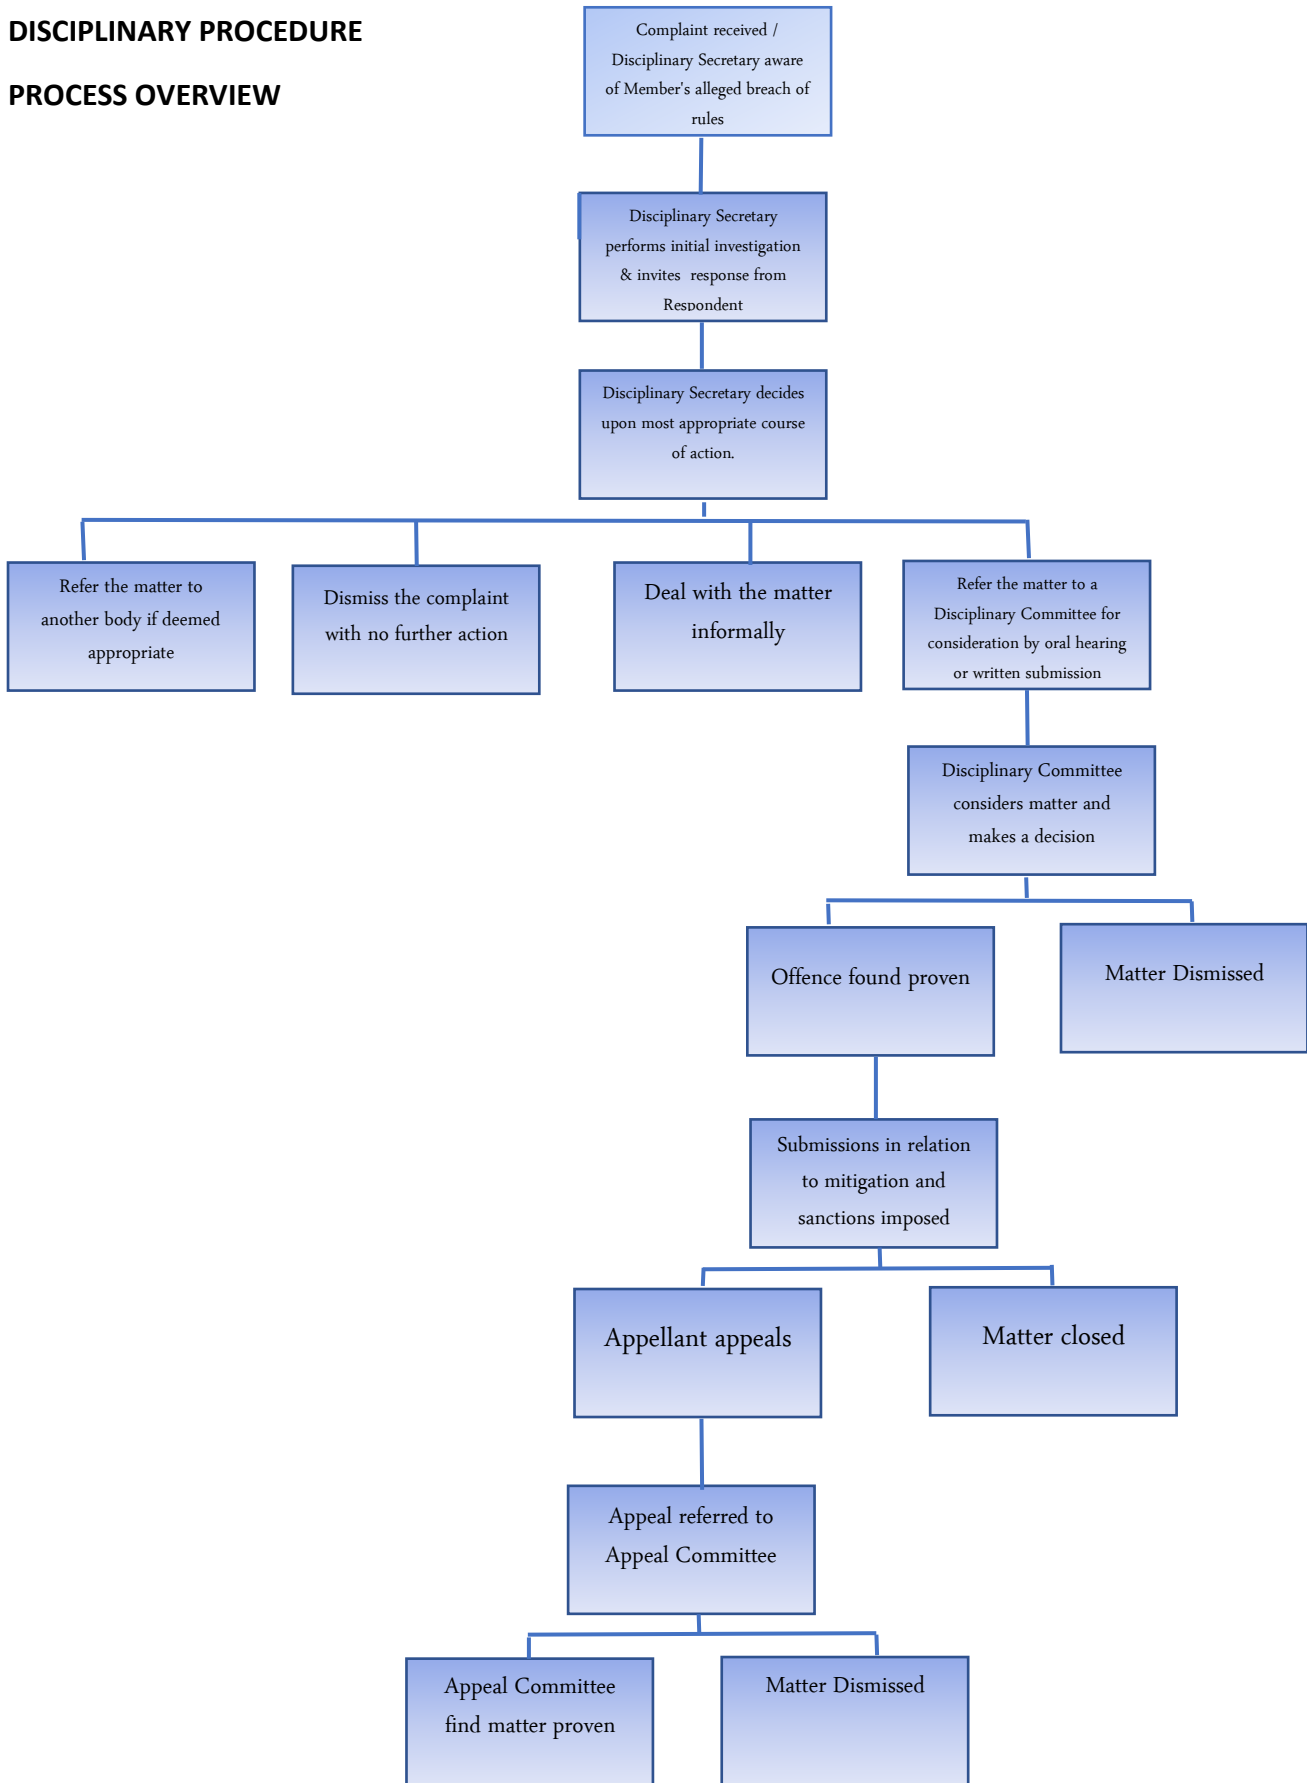 DISCIPLINARY PROCEDURE
PROCESS OVERVIEW
Complaint received /
Disciplinary Secretary aware
of Member's alleged breach of
rules
Disciplinary Secretary
performs initial investigation
& invites  response from
Respondent
Disciplinary Secretary decides
upon most appropriate course
of action.
Refer the matter to
another body if deemed
appropriate
Dismiss the complaint
with no further action
Deal with the matter
informally
Refer the matter to a
Disciplinary Committee for
consideration by oral hearing
or written submission
Disciplinary Committee
considers matter and
makes a decision
Offence found proven
Matter Dismissed
Submissions in relation
to mitigation and
sanctions imposed
Appellant appeals
Matter closed
Appeal referred to
Appeal Committee
Appeal Committee
find matter proven
Matter Dismissed